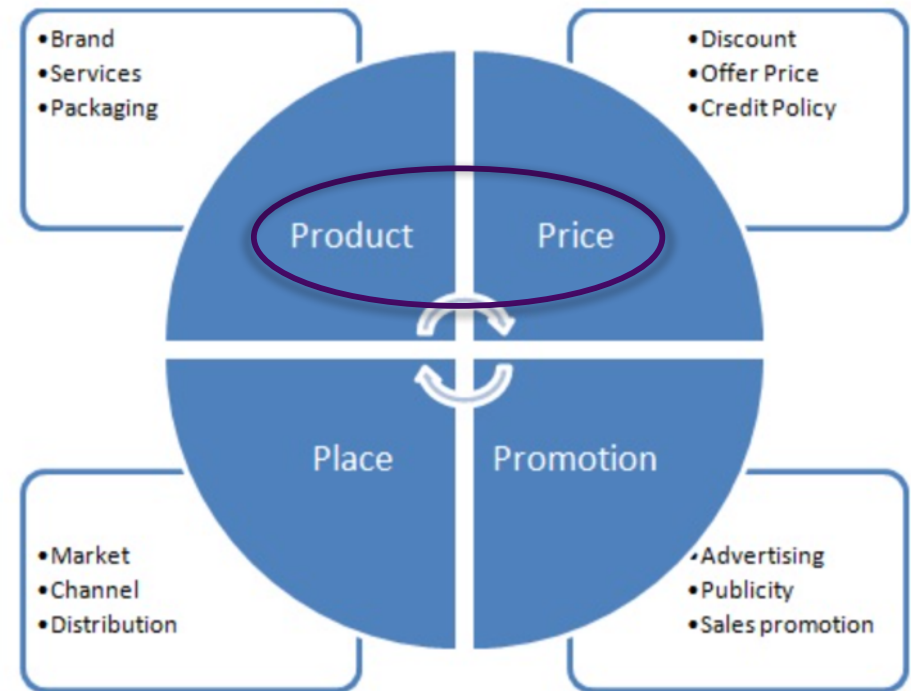 •Brand
•Services
•Packaging
•Discount
•Offer Price
•Credit Policy
Product
Price
Place
Promotion
•Market
•Channel
•Distribution
•Advertising
•Publicity
•Sales promotion